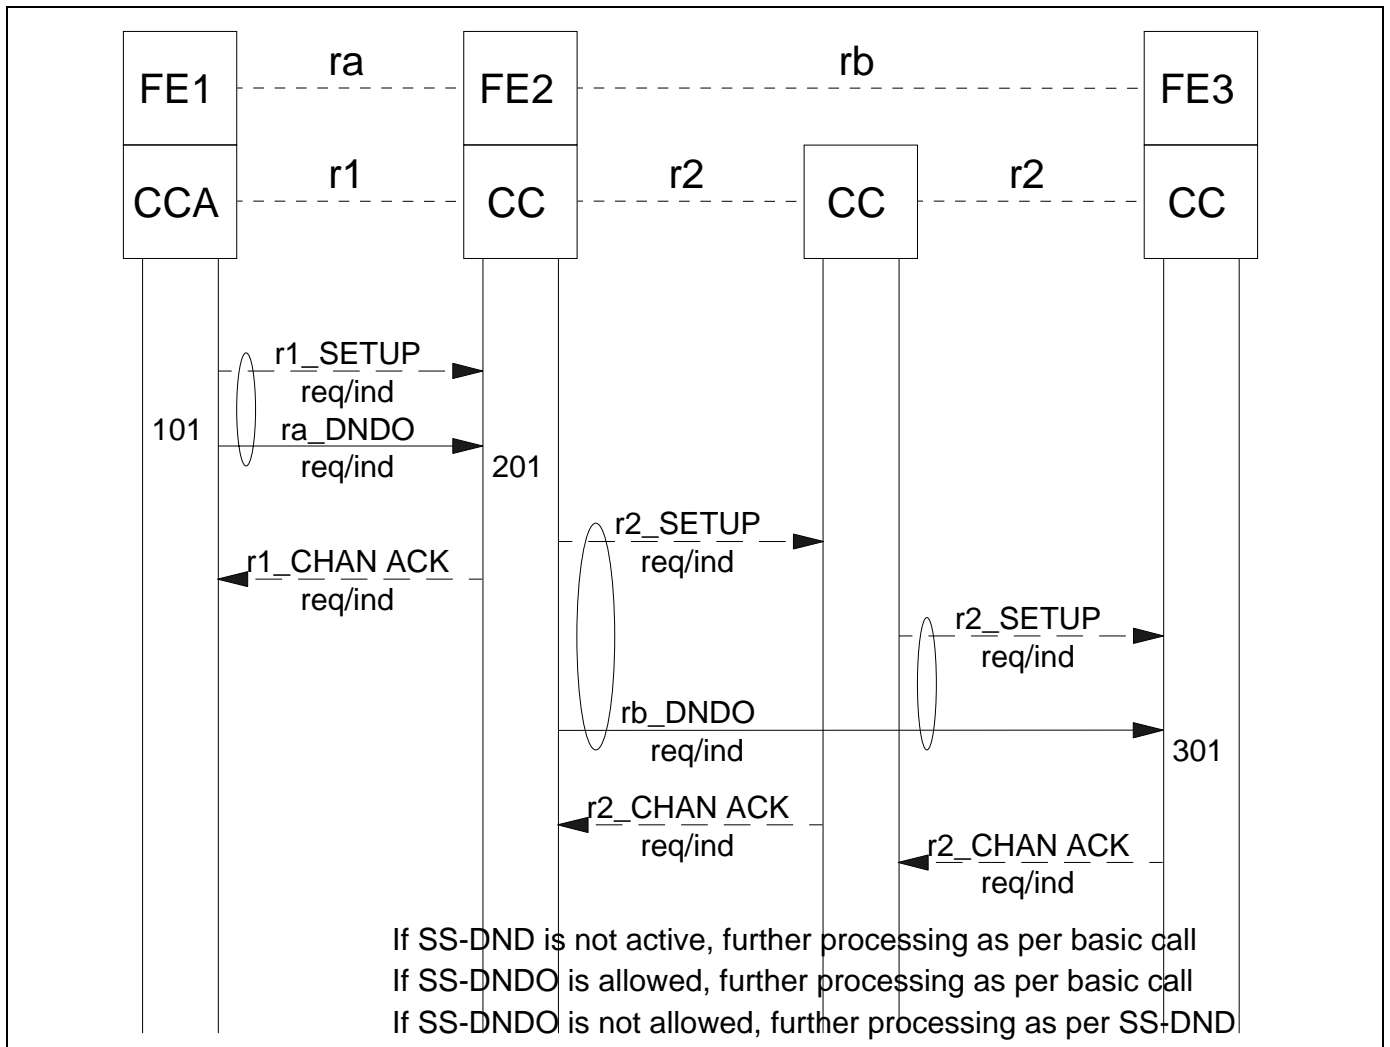 ra
rb
FE1
FE2
FE3
r1
r2
r2
CCA
CC
CC
CC
r1_SETUP
req/ind
101
ra_DNDO
req/ind
201
r2_SETUP
req/ind
r1_CHAN ACK
req/ind
r2_SETUP
req/ind
rb_DNDO
req/ind
301
r2_CHAN ACK
req/ind
r2_CHAN ACK
req/ind
If SS-DND is not active, further processing as per basic call
If SS-DNDO is allowed, further processing as per basic call
If SS-DNDO is not allowed, further processing as per SS-DND